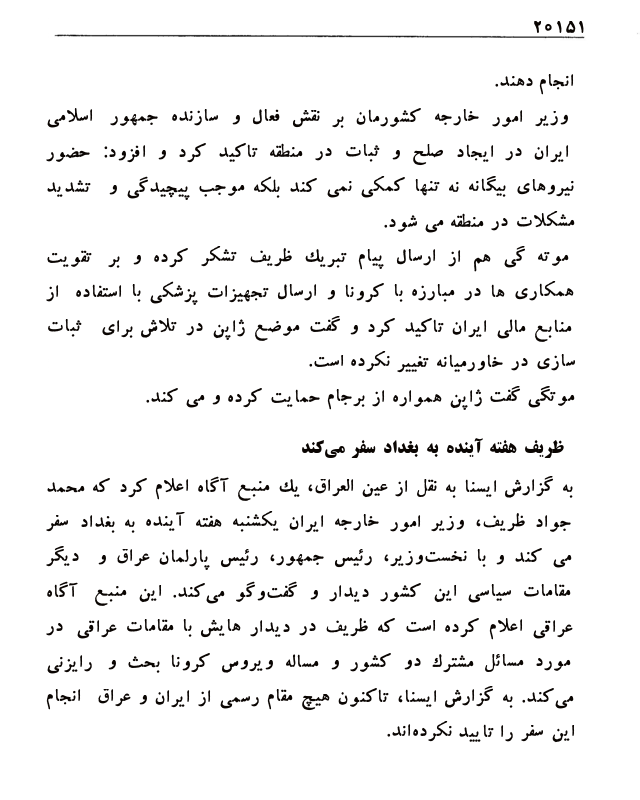 ۲۰۱۵۱
انجام دهند.
وزیر امور خارجه کشورمان بر نقش فعال و سازنده جمهور اسلامی
ایران در ایجاد صلح و ثبات در منطقه تاکید کرد و افزود: حضور
نیروهای بیگانه نه تنها کمکی نمی کند بلکه موجب پیچیدگی و تشدید
مشکلات در منطقه می شود.
موته گی هم از ارسال پیام تبریك ظریف تشکر کرده و بر تقویت
همکاری ها در مبارزه با کرونا و ارسال تجهیزات پزشکی با استفاده از
منابع مالی ایران تاکید کرد و گفت موضع ژاپن در تلاش برای ثبات
سازی در خاورمیانه تغییر نکرده است.
موتگی گفت ژاپن همواره از برجام حمایت کرده و می کند.
ظریف هفته آینده به بغداد سفر می‌کند
به گزارش ایسنا به نقل از عین العراق، یك منبع آگاه اعلام کرد که محمد
جواد ظریف، وزیر امور خارجه ایران یکشنبه هفته آینده به بغداد سفر
می کند و با نخست‌وزیر، رئیس جمهور، رئیس پارلمان عراق و دیگر
مقامات سیاسی این کشور دیدار و گفت‌وگو می‌کند. این منبع آگاه
عراقی اعلام کرده است که ظریف در دیدار هایش با مقامات عراقی در
مورد مسائل مشترك دو کشور و مساله ویروس کرونا بحث و رایزنی
می‌کند. به گزارش ایسنا، تاکنون هیچ مقام رسمی از ایران و عراق انجام
این سفر را تایید نکرده‌اند.